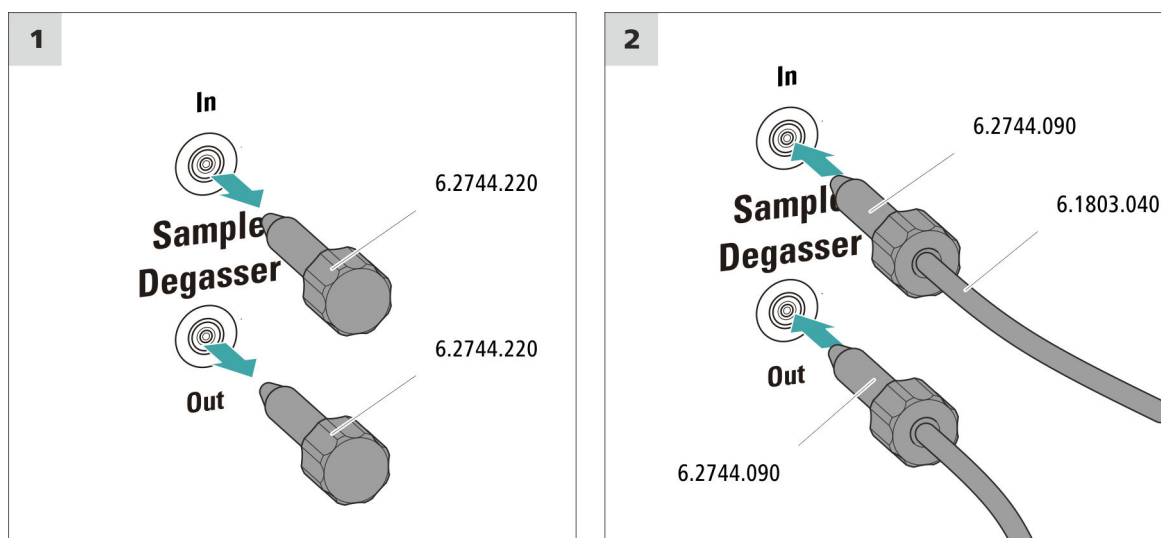 1
In
6.2744.220
Sample
Degasser
6.2744.220
Out
2
In
6.2744.090
6.1803.040
Sample
Degasser
Out
6.2744.090